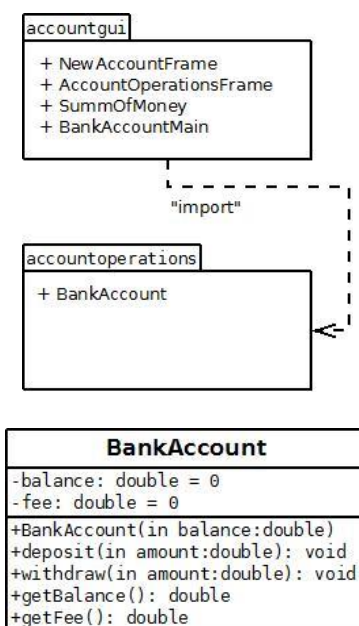 accountgui
+ NewAccountFrame
+ AccountOperationsFrame
+ SummOfMoney
+ BankAccountMain
"import"
accountoperations
+ BankAccount
BankAccount
-balance: double = 0
-fee: double = 0
+BankAccount(in balance:double)
+deposit(in amount:double): void
+withdraw(in amount:double): void
+getBalance(): double
+getFee(): double